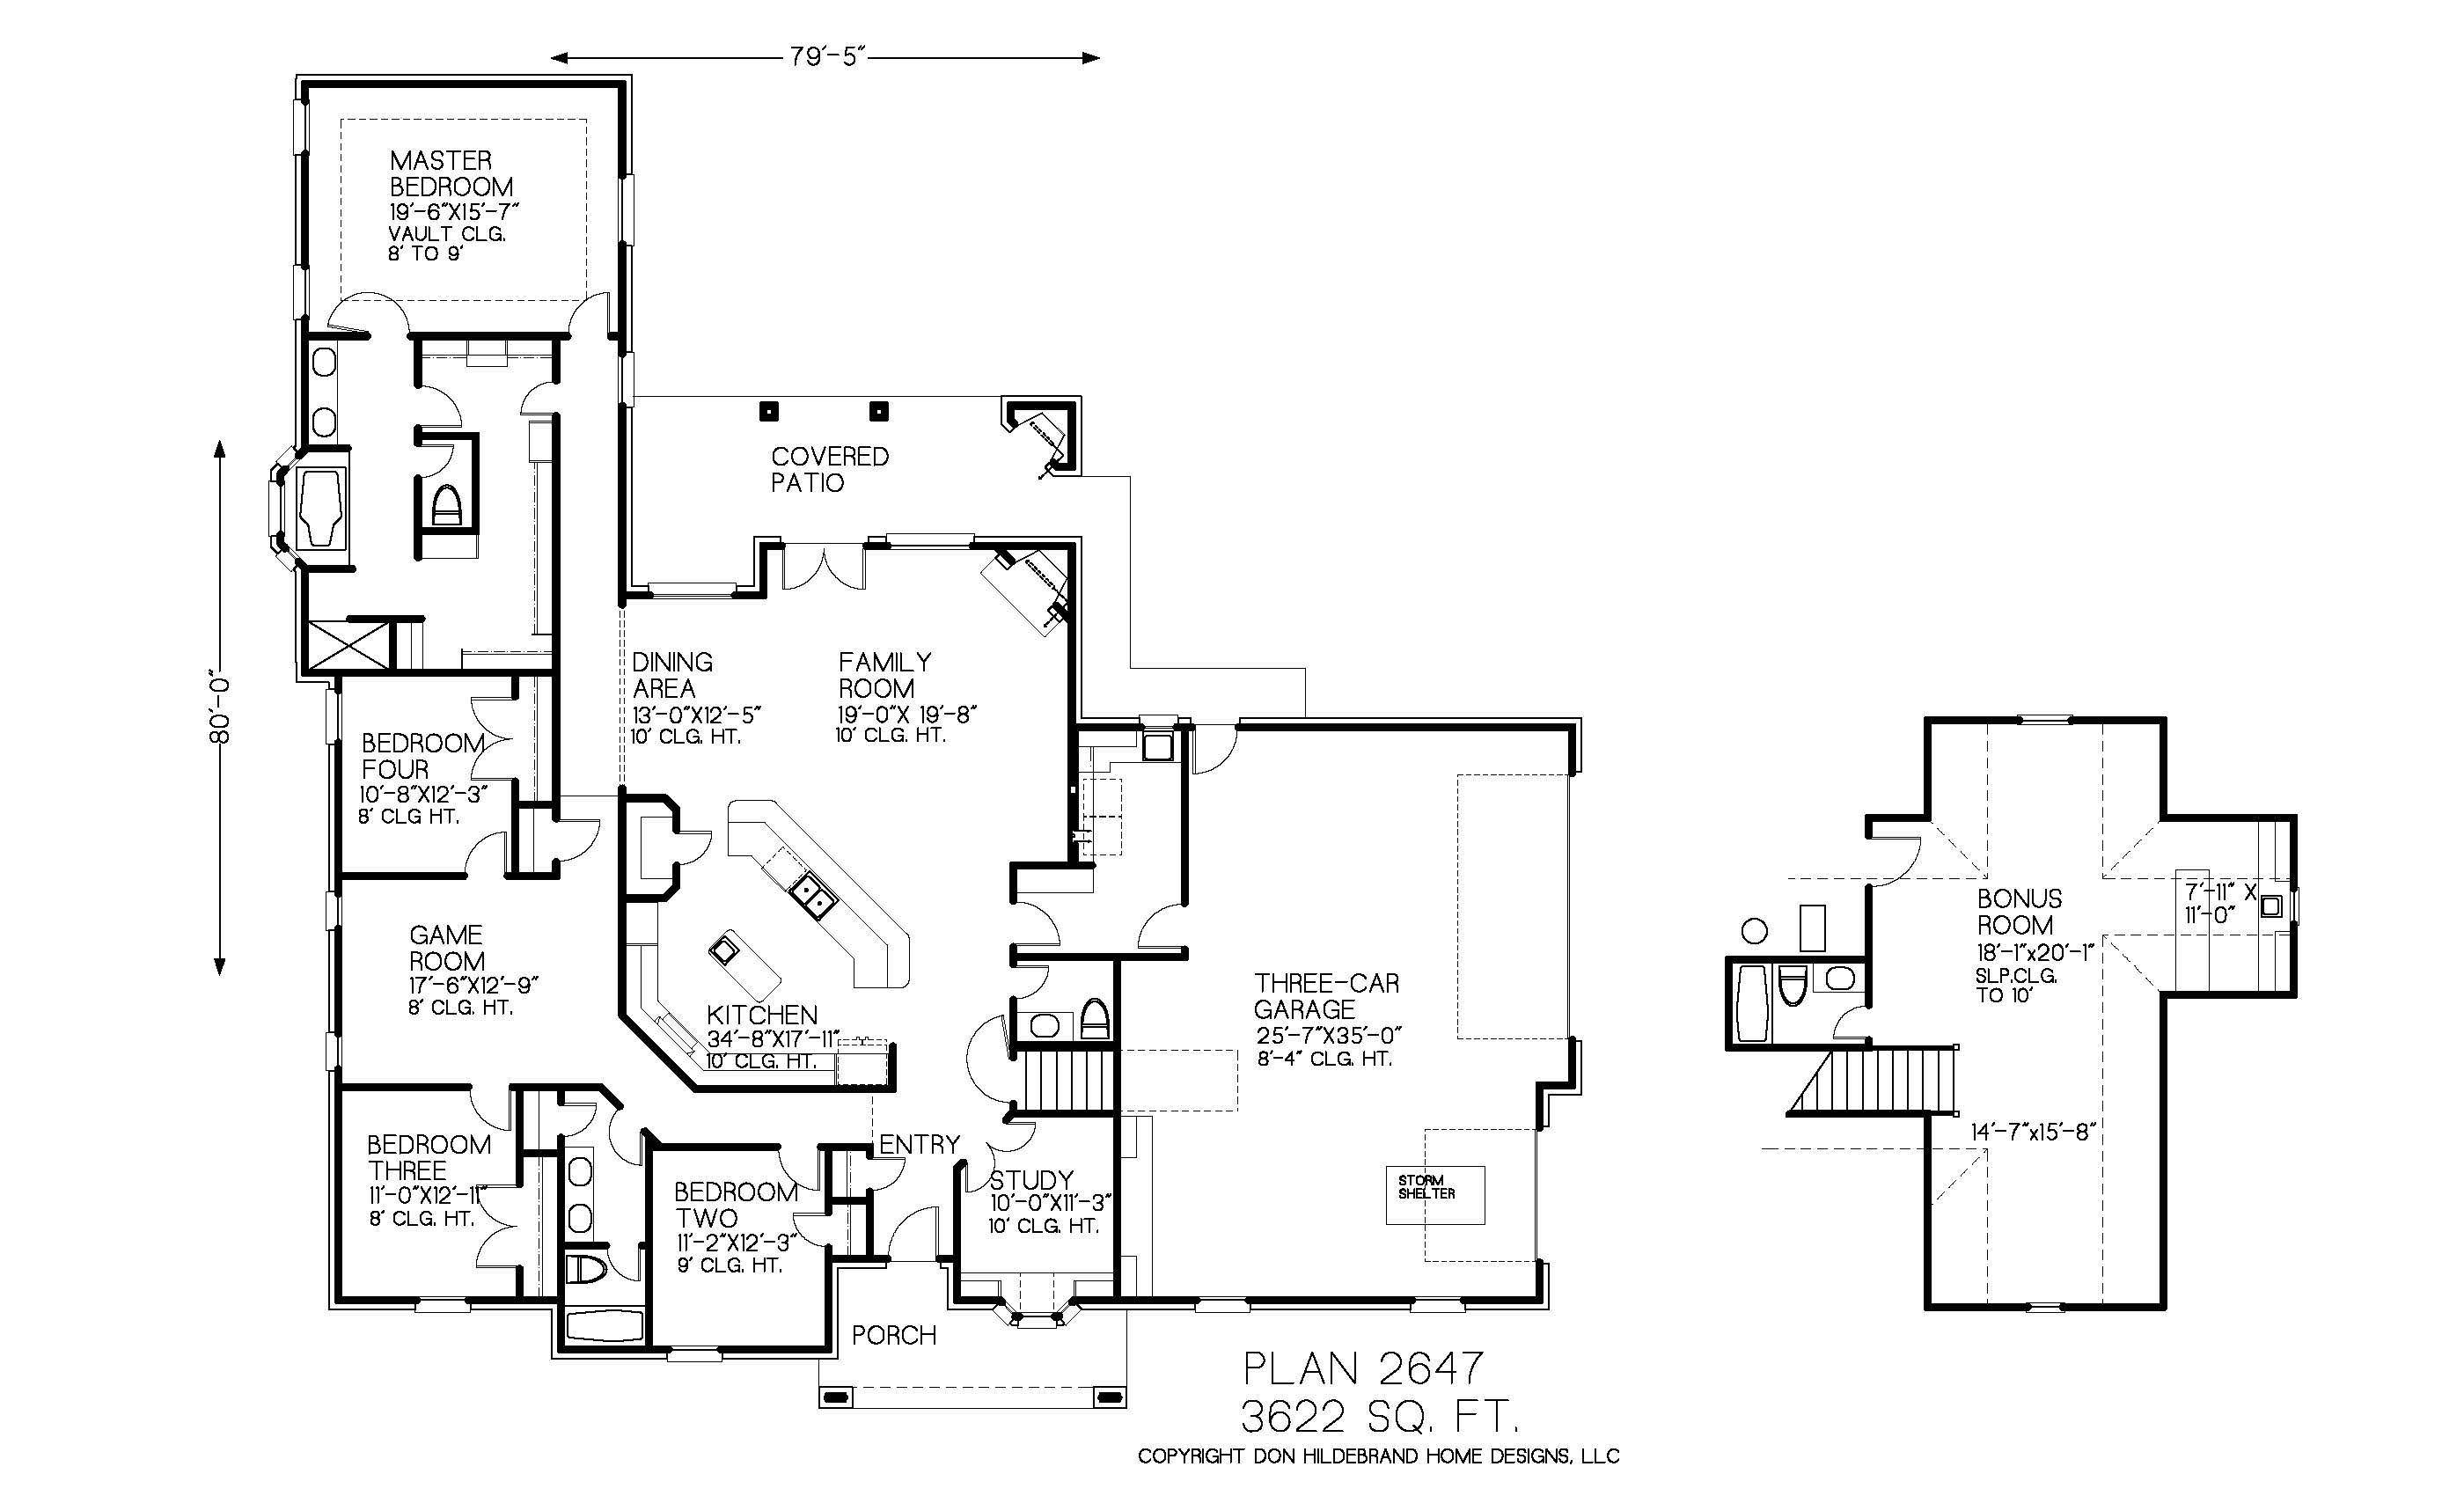 79'-5"
MASTER
BEDROOM
19'-6"X15'-7"
VAULT CLG.
8' TO 9'
COVERED
PATIO
80'-0"
DINING
AREA
13'-0"X12'-5"
10' CLG. HT.
FAMILY
ROOM
19'-0"X 19'-8"
10' CLG. HT.
BEDROOM
FOUR
10'-8"X12'-3"
8' CLG HT.
GAME
ROOM
17'-6"X12'-9"
8' CLG. HT.
KITCHEN
34'-8"X17'-11"
10' CLG. HT.
THREE-CAR
GARAGE
25'-7"X35'-0"
8'-4" CLG. HT.
BONUS
ROOM
18'-1"x20'-1"
SLP.CLG.
TO 10'
7'-11" X
11'-0"
14'-7"x15'-8"
BEDROOM
THREE
11'-0"X12'-11"
8' CLG. HT.
BEDROOM
TWO
11'-2"X12'-3"
9' CLG. HT.
ENTRY
STUDY
10'-0"X11'-3"
10' CLG. HT.
STORM
SHELTER
PORCH
PLAN 2647
3622 SQ. FT.
COPYRIGHT DON HILDEBRAND HOME DESIGNS, LLC